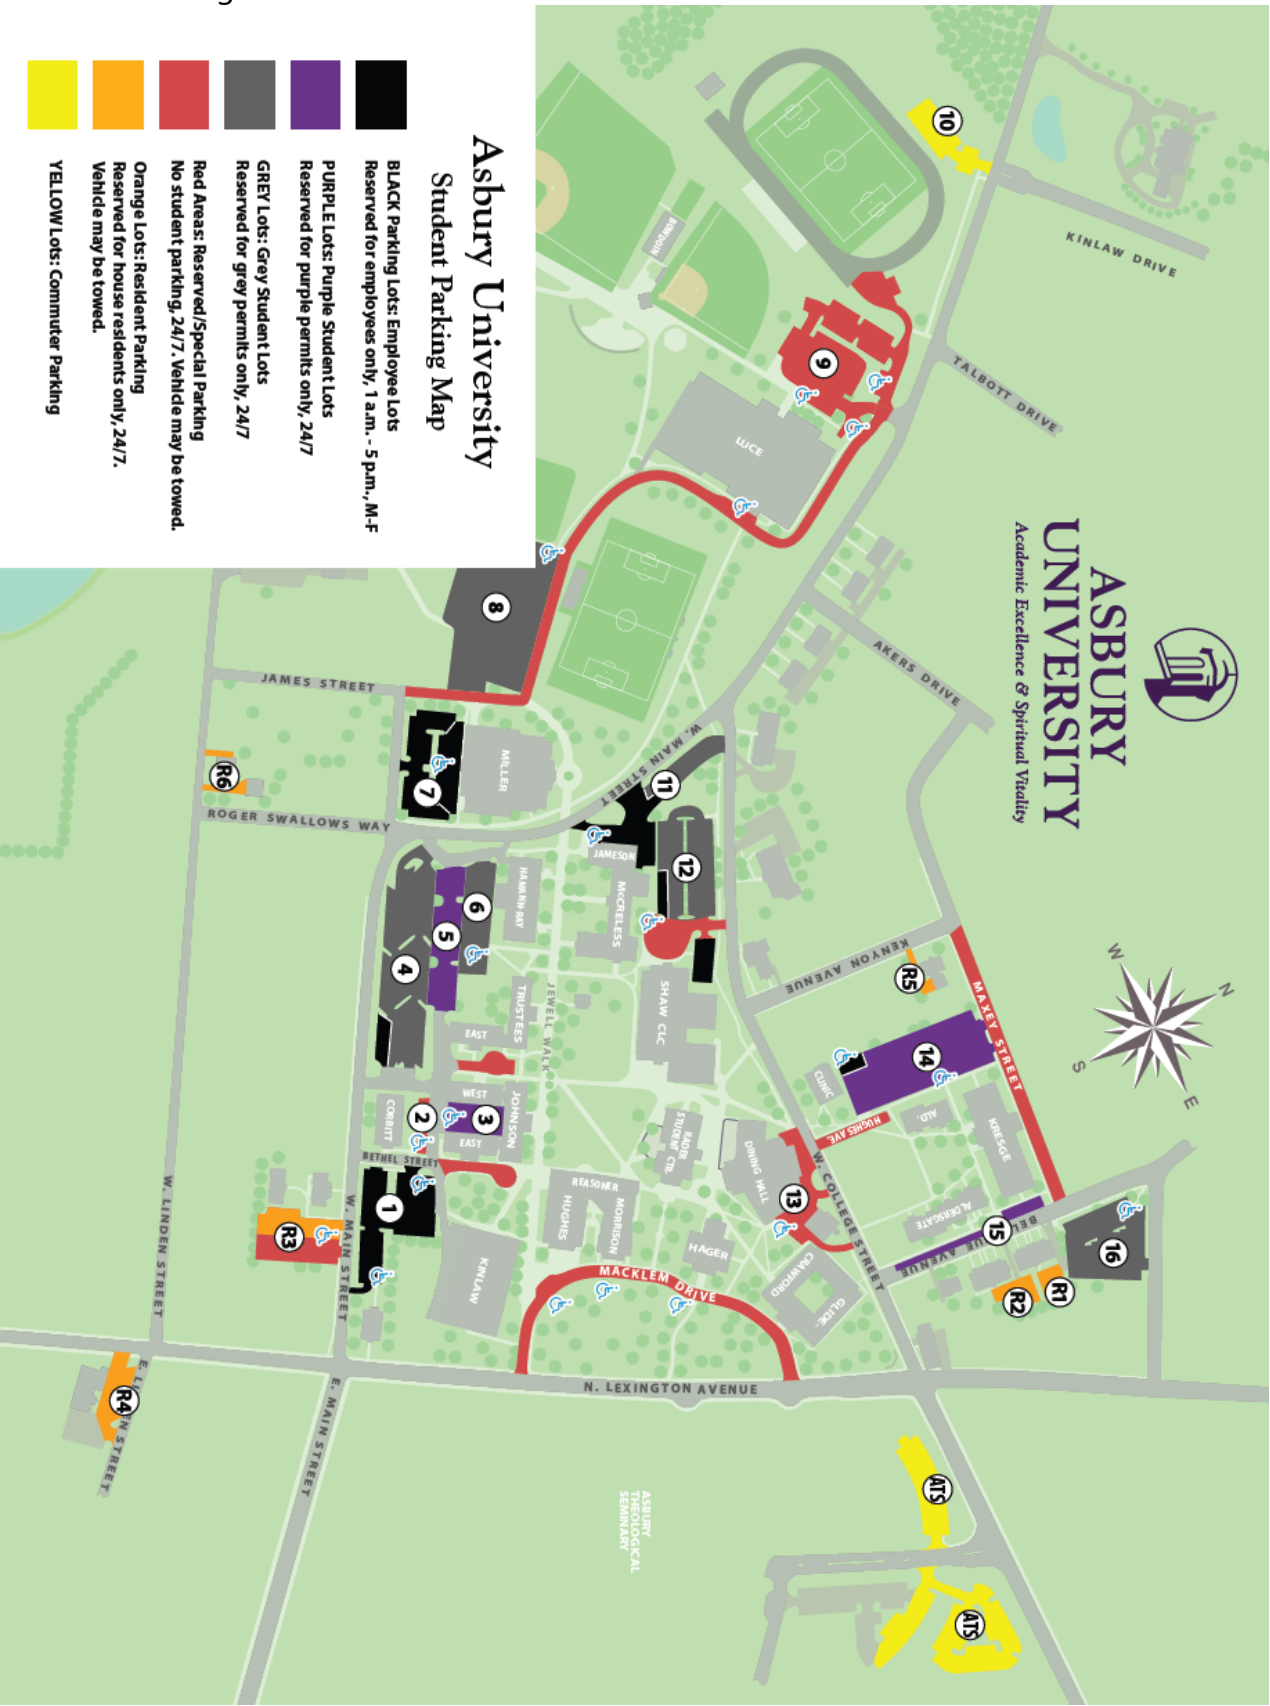 Asbury University
Student Parking Map
BLACK Parking Lots: Employee Lots
Reserved for employees only, 1 a.m. - 5 p.m., M-F
PURPLE Lots: Purple Student Lots
Reserved for purple permits only, 24/7
GREY Lots: Grey Student Lots
Reserved for grey permits only, 24/7
Red Areas: Reserved/Special Parking
No student parking, 24/7. Vehicle may be towed.
Orange Lots: Resident Parking
Reserved for house residents only, 24/7.
Vehicle may be towed.
YELLOW Lots: Commuter Parking
ASBURY
UNIVERSITY
Academic Excellence & Spiritual Vitality
N
E
S
W
KINLAW DRIVE
TALBOTT DRIVE
AKERS DRIVE
KENYON AVENUE
MAXEY STREET
HUGHES AVE
W. COLLEGE STREET
W. MAIN STREET
JAMES STREET
ROGER SWALLOWS WAY
JEWELL WALK
BETHEL STREET
W. MAIN STREET
W. LINDEN STREET
MACKLEM DRIVE
N. LEXINGTON AVENUE
E. MAIN STREET
BOWDOIN
LUCE
MILLER
JAMESON
McCRELESS
HAMANN-RAY
TRUSTEES
SHAW CLC
EAST
WEST
JOHNSON
EAST
CORBITT
RADER
STUDENT CTR.
DINING HALL
CLINIC
ALD.
KRESGE
ALDERSGATE
REASONER
HUGHES
MORRISON
HAGER
KINLAW
GLIDE-
CRAWFORD
ASBURY
THEOLOGICAL
SEMINARY
1
2
3
4
5
6
7
8
9
10
11
12
13
14
15
16
R1
R2
R3
R4
R5
R6
ATS
ATS